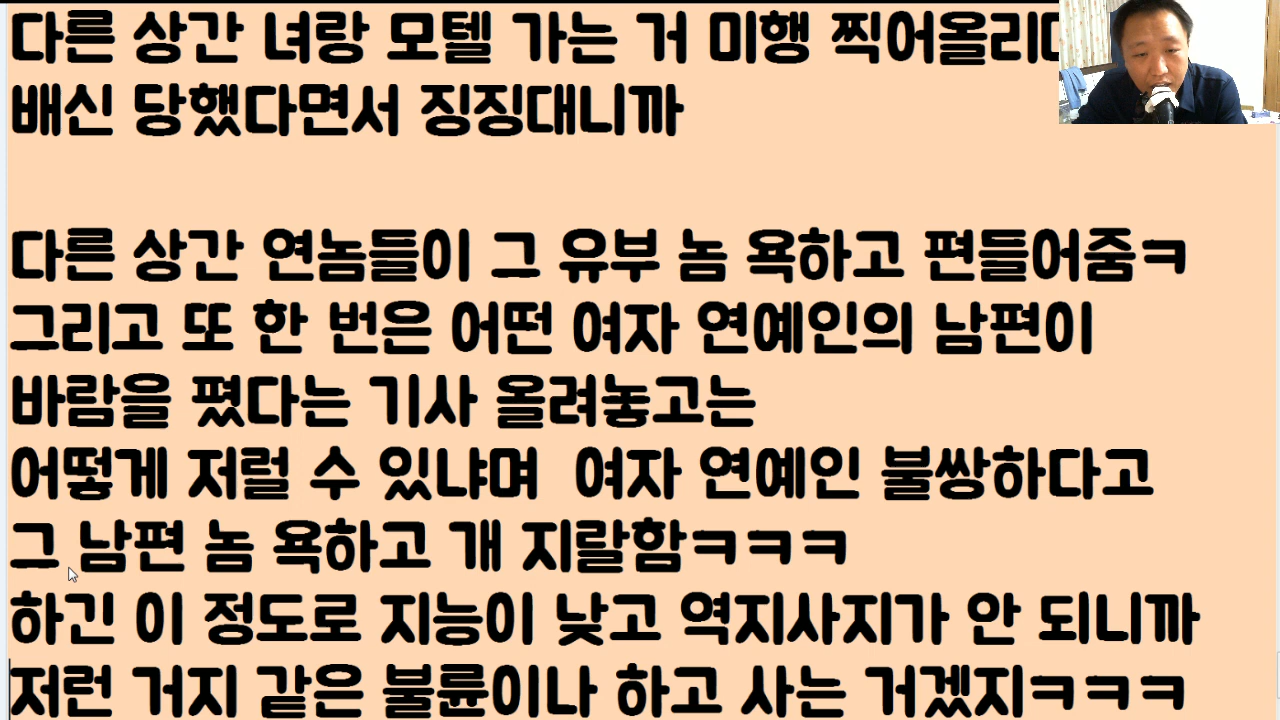 다른 상간 녀랑 모텔 가는 거 미행 찍어올리
배신 당했다면서 징징대니까
다른 상간 연놈들이 그 유부 놈 욕하고 편들어줌ㅋ
그리고 또 한 번은 어떤 여자 연예인의 남편이
바람을 폈다는 기사 올려놓고는
어떻게 저럴 수 있냐며 여자 연예인 불쌍하다고
그 남편 놈 욕하고 개 지랄함ㅋㅋㅋ
하긴 이 정도로 지능이 낮고 역지사지가 안 되니까
저런 거지 같은 불륜이나 하고 사는 거겠지ㅋㅋㅋ